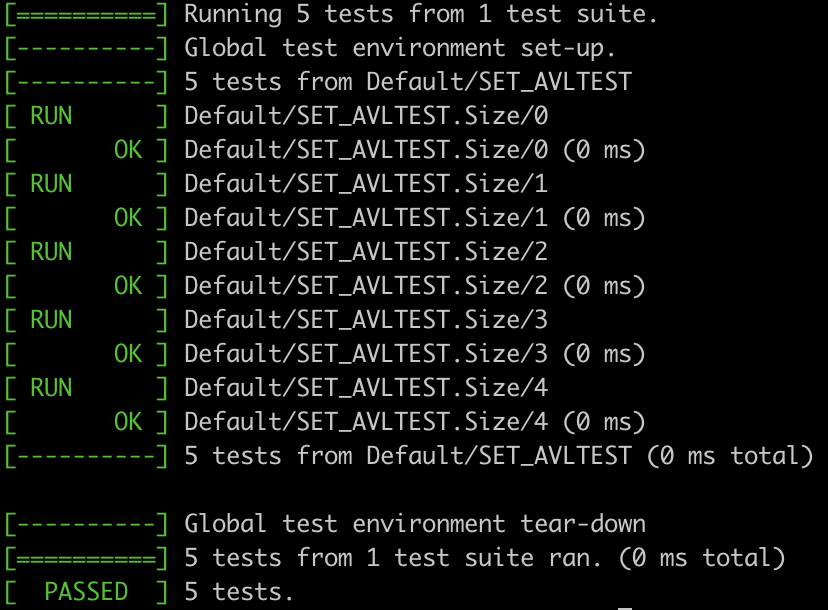 [==========] Running 5 tests from 1 test suite.
[----------] Global test environment set-up.
[----------] 5 tests from Default/SET_AVLTEST
[ RUN      ] Default/SET_AVLTEST.Size/0
[       OK ] Default/SET_AVLTEST.Size/0 (0 ms)
[ RUN      ] Default/SET_AVLTEST.Size/1
[       OK ] Default/SET_AVLTEST.Size/1 (0 ms)
[ RUN      ] Default/SET_AVLTEST.Size/2
[       OK ] Default/SET_AVLTEST.Size/2 (0 ms)
[ RUN      ] Default/SET_AVLTEST.Size/3
[       OK ] Default/SET_AVLTEST.Size/3 (0 ms)
[ RUN      ] Default/SET_AVLTEST.Size/4
[       OK ] Default/SET_AVLTEST.Size/4 (0 ms)
[----------] 5 tests from Default/SET_AVLTEST (0 ms total)

[----------] Global test environment tear-down
[==========] 5 tests from 1 test suite ran. (0 ms total)
[  PASSED  ] 5 tests.